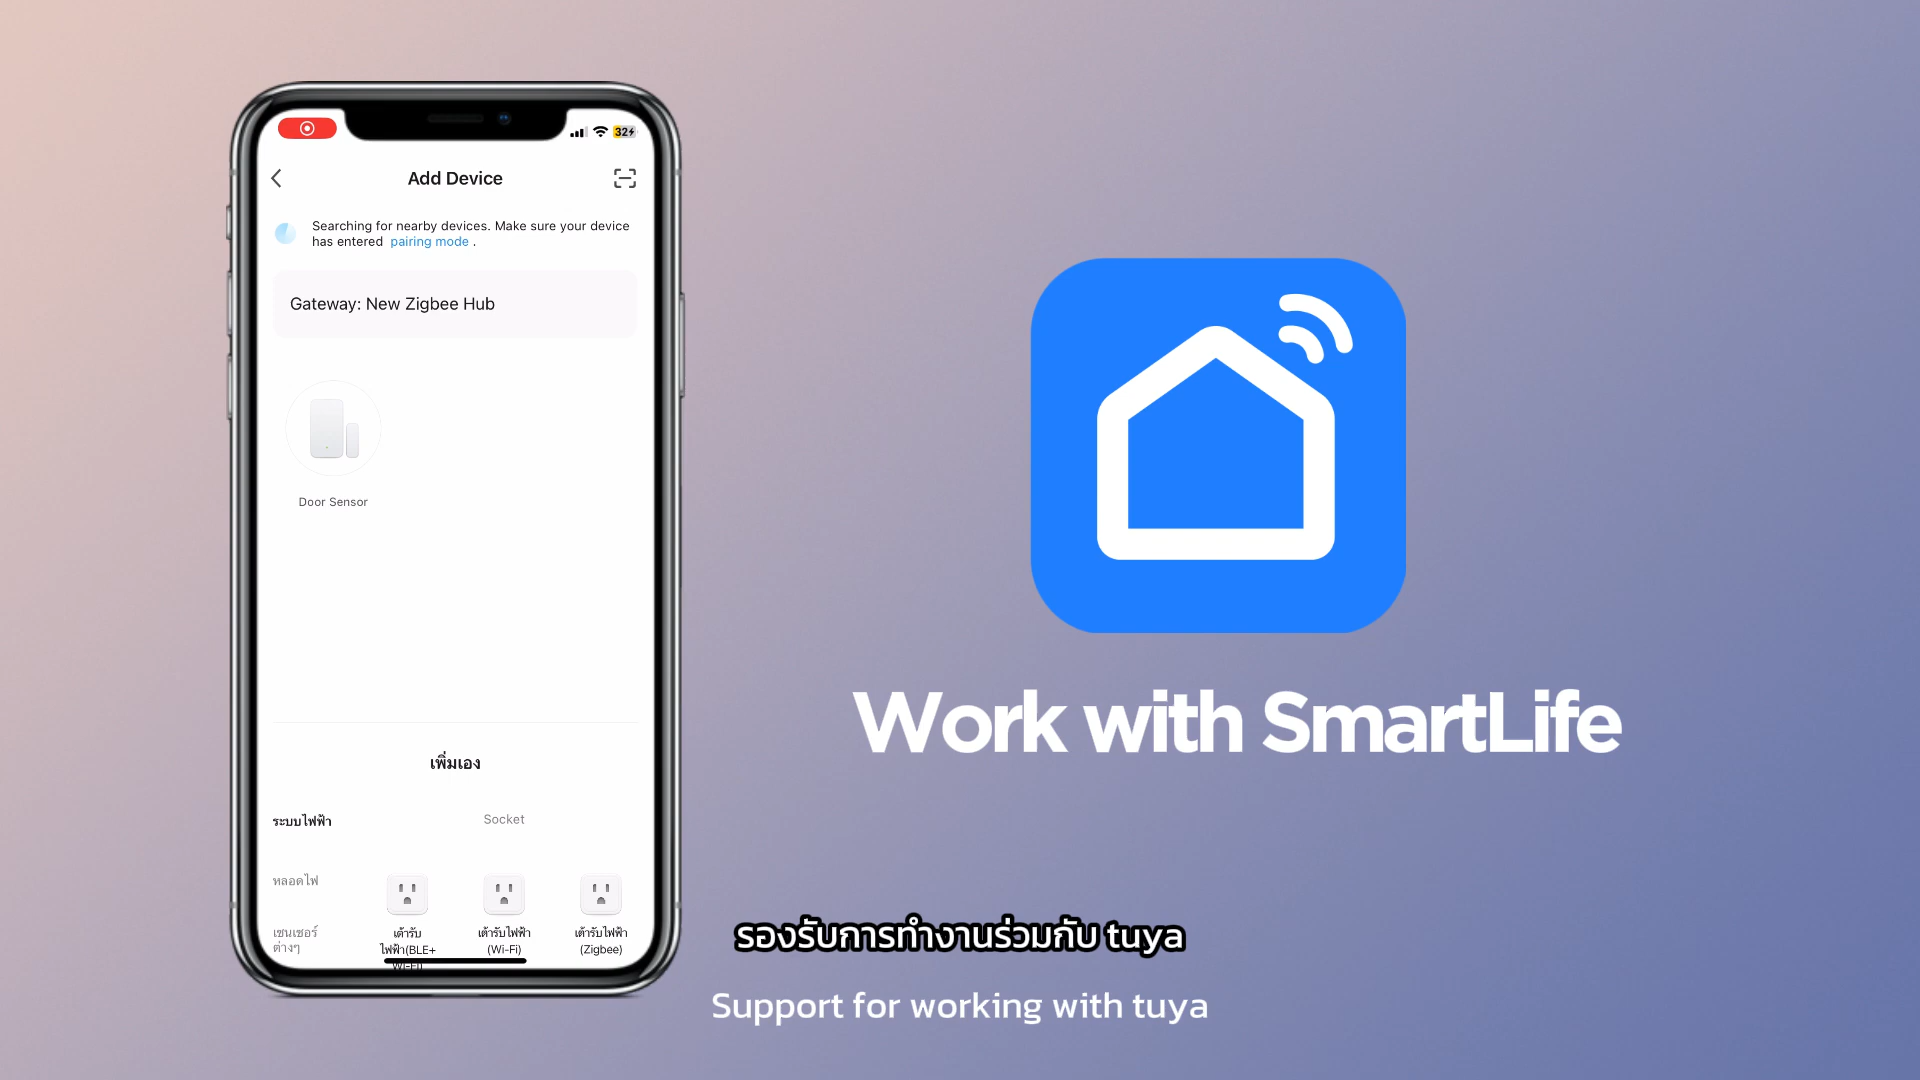 32
Add Device
Searching for nearby devices. Make sure your device
has entered pairing mode .
Gateway: New Zigbee Hub
Door Sensor
เพิ่มเอง
ระบบไฟฟ้า
Socket
หลอดไฟ
เซนเซอร์
ต่างๆ
เต้ารับ
ไฟฟ้า(BLE+
Wi-Fi)
เต้ารับไฟฟ้า
(Wi-Fi)
เต้ารับไฟฟ้า
(Zigbee)
Work with SmartLife
รองรับการทำงานร่วมกับ tuya
Support for working with tuya